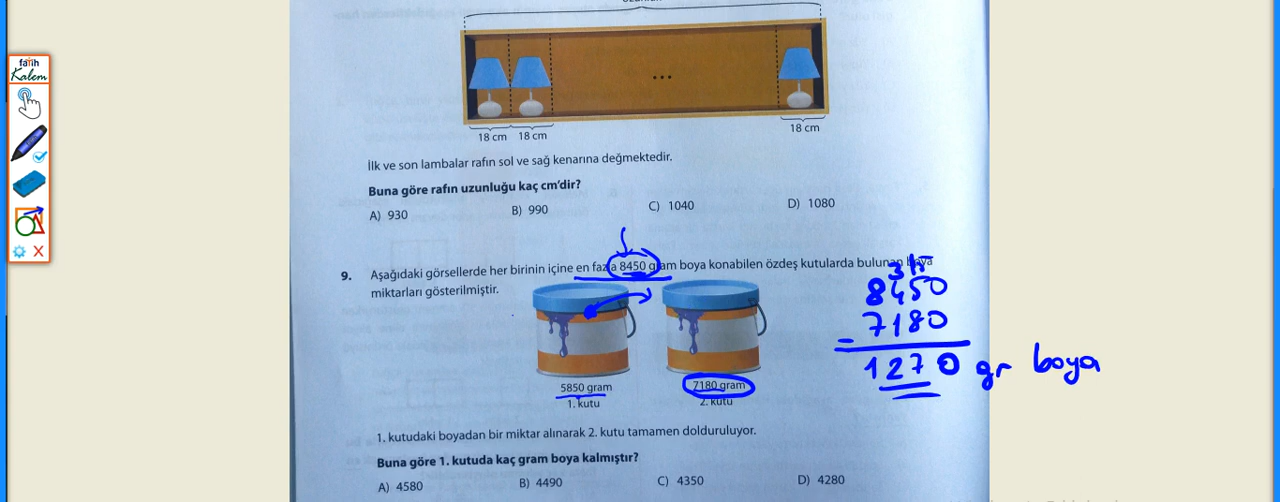 fatih
Kalem
18 cm 18 cm
18 cm
İlk ve son lambalar rafın sol ve sağ kenarına değmektedir.
Buna göre rafın uzunluğu kaç cm'dir?
A) 930 B) 990 C) 1040 D) 1080
9. Aşağıdaki görsellerde her birinin içine en fazla 8450 gram boya konabilen özdeş kutularda bulunan boya
miktarları gösterilmiştir.
3 15
8450
7180
-
1270 gr boya
5850 gram 7180 gram
1. kutu 2. kutu
1. kutudaki boyadan bir miktar alınarak 2. kutu tamamen dolduruluyor.
Buna göre 1. kutuda kaç gram boya kalmıştır?
A) 4580 B) 4490 C) 4350 D) 4280